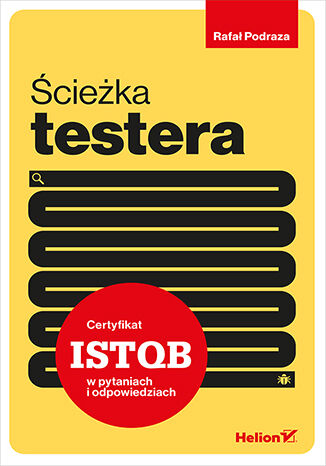 Rafał Podraza
Ścieżka
testera
Certyfikat
ISTQB
w pytaniach
i odpowiedziach
Helion